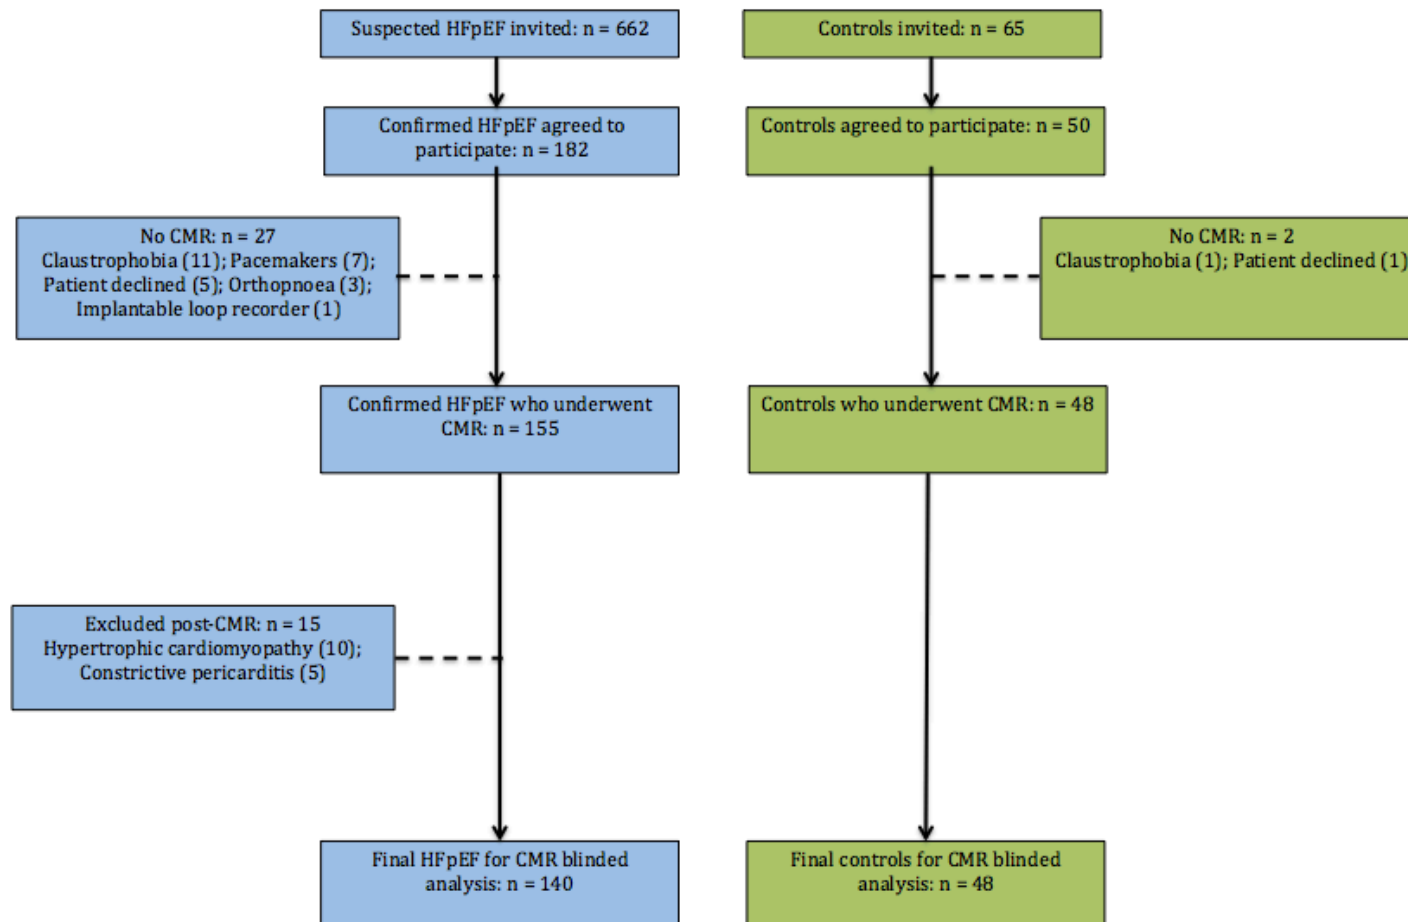 Suspected HFpEF invited: n = 662
Controls invited: n = 65
Confirmed HFpEF agreed to
participate: n = 182
Controls agreed to participate: n = 50
No CMR: n = 27
Claustrophobia (11); Pacemakers (7);
Patient declined (5); Orthopnoea (3);
Implantable loop recorder (1)
No CMR: n = 2
Claustrophobia (1); Patient declined (1)
Confirmed HFpEF who underwent
CMR: n = 155
Controls who underwent CMR: n = 48
Excluded post-CMR: n = 15
Hypertrophic cardiomyopathy (10);
Constrictive pericarditis (5)
Final HFpEF for CMR blinded
analysis: n = 140
Final controls for CMR blinded
analysis: n = 48